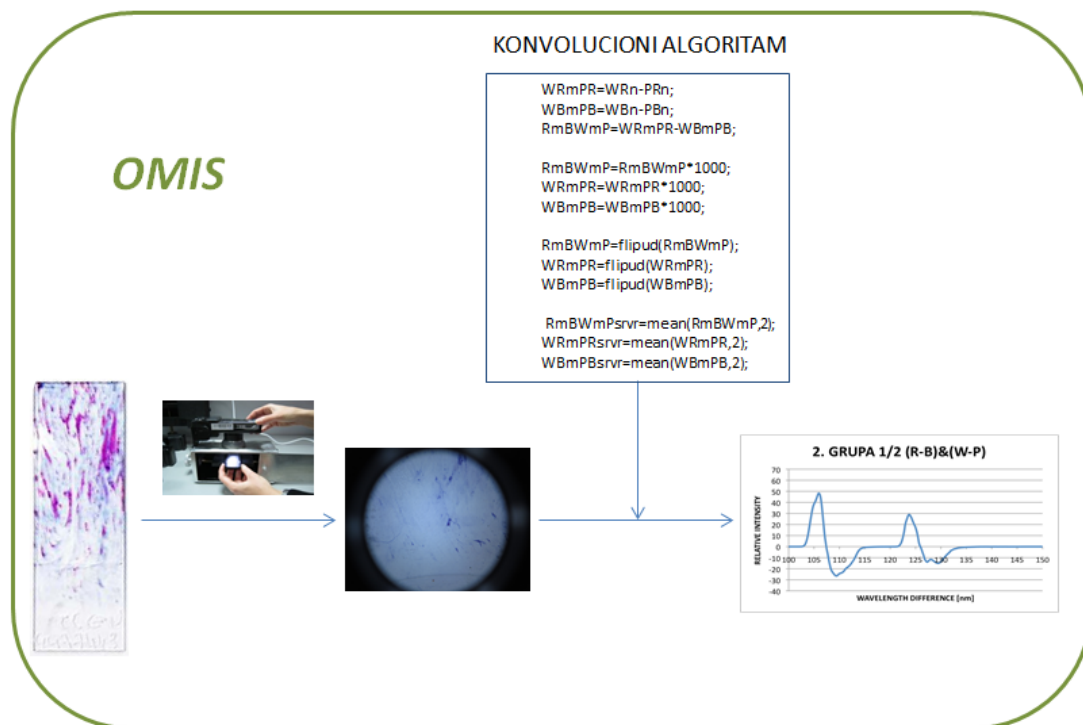 KONVOLUCIONI ALGORITAM
WRmPR=WRn-PRn;
WBmPB=WBn-PBn;
RmBWmP=WRmPR-WBmPB;
RmBWmP=RmBWmP*1000;
WRmPR=WRmPR*1000;
WBmPB=WBmPB*1000;
RmBWmP=flipud(RmBWmP);
WRmPR=flipud(WRmPR);
WBmPB=flipud(WBmPB);
RmBWmPsrvr=mean(RmBWmP,2);
WRmPRsrvr=mean(WRmPR,2);
WBmPBsrvr=mean(WBmPB,2);
OMIS
2. GRUPA 1/2 (R-B)&(W-P)
RELATIVE INTENSITY
70
60
50
40
30
20
10
0
-10
-20
-30
-40
100 105 110 115 120 125 130 135 140 145 150
WAVELENGTH DIFFERENCE [nm]